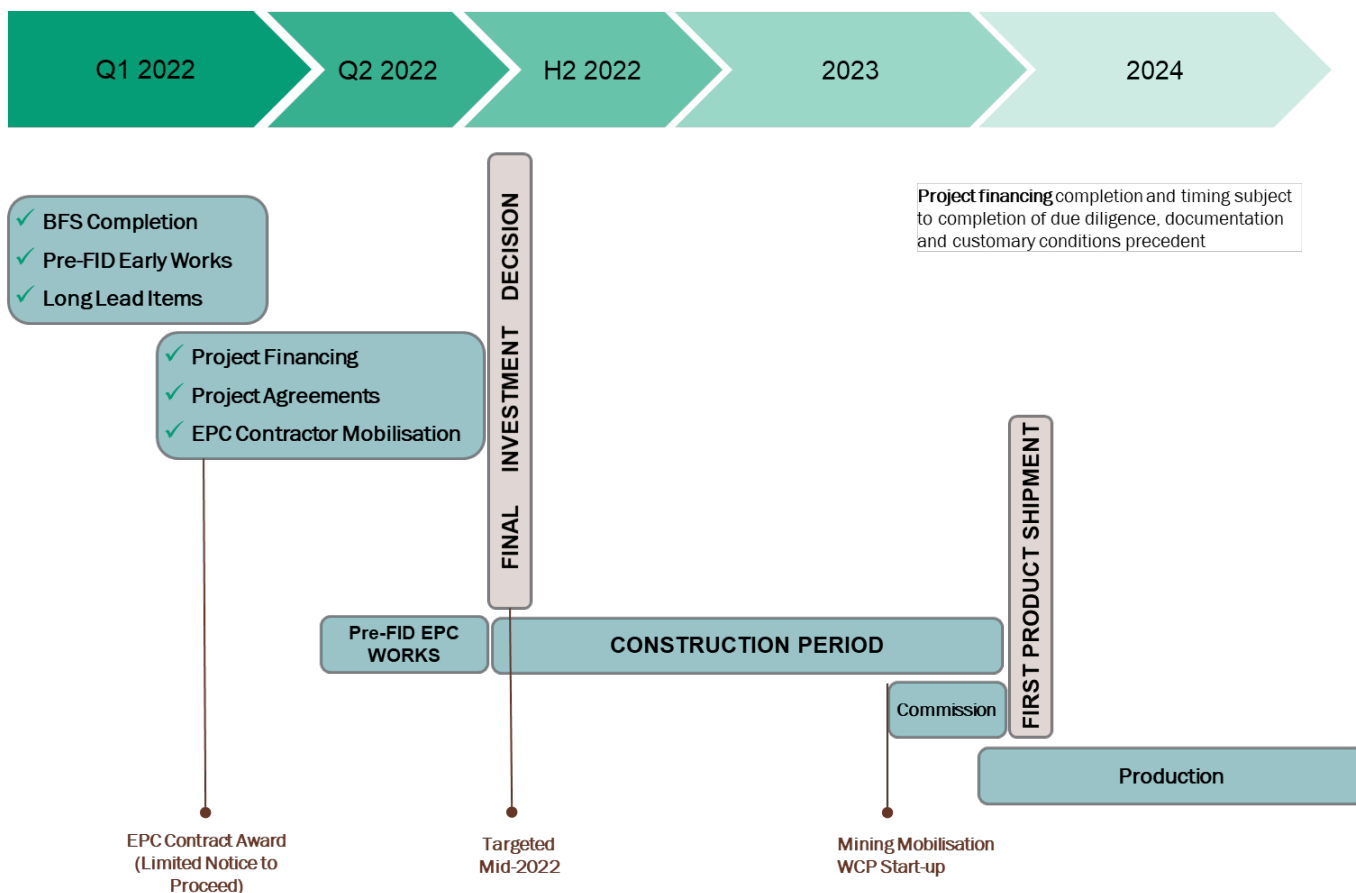 Q1 2022
Q2 2022
H2 2022
2023
2024
Project financing completion and timing subject
to completion of due diligence, documentation
and customary conditions precedent
✓ BFS Completion
✓ Pre-FID Early Works
✓ Long Lead Items
✓ Project Financing
✓ Project Agreements
✓ EPC Contractor Mobilisation
FINAL INVESTMENT DECISION
FIRST PRODUCT SHIPMENT
Pre-FID EPC
WORKS
CONSTRUCTION PERIOD
Commission
Production
EPC Contract Award
(Limited Notice to
Proceed)
Targeted
Mid-2022
Mining Mobilisation
WCP Start-up